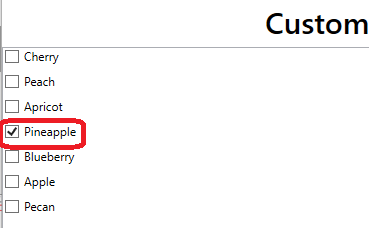 Custom
Cherry
Peach
Apricot
Pineapple
Blueberry
Apple
Pecan